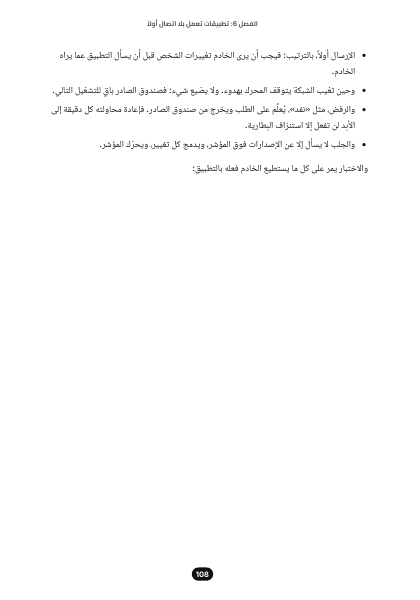 الفصل 6: تطبيقات تعمل بلا اتصال أولاً
• الإرسال أولاً، بالترتيب: فيجب أن يرى الخادم تغييرات الشخص قبل أن يسأل التطبيق عما يراه
الخادم.
• وحين تغيب الشبكة يتوقف المحرك بهدوء. ولا يضيع شيء: فصندوق الصادر باقٍ للتشغيل التالي.
• والرفض، مثل «نفد»، يُعلَّم على الطلب ويخرج من صندوق الصادر. فإعادة محاولته كل دقيقة إلى
الأبد لن تفعل إلا استنزاف البطارية.
• والجلب لا يسأل إلا عن الإصدارات فوق المؤشر، ويدمج كل تغيير، ويحرّك المؤشر.
والاختبار يمر على كل ما يستطيع الخادم فعله بالتطبيق:
108